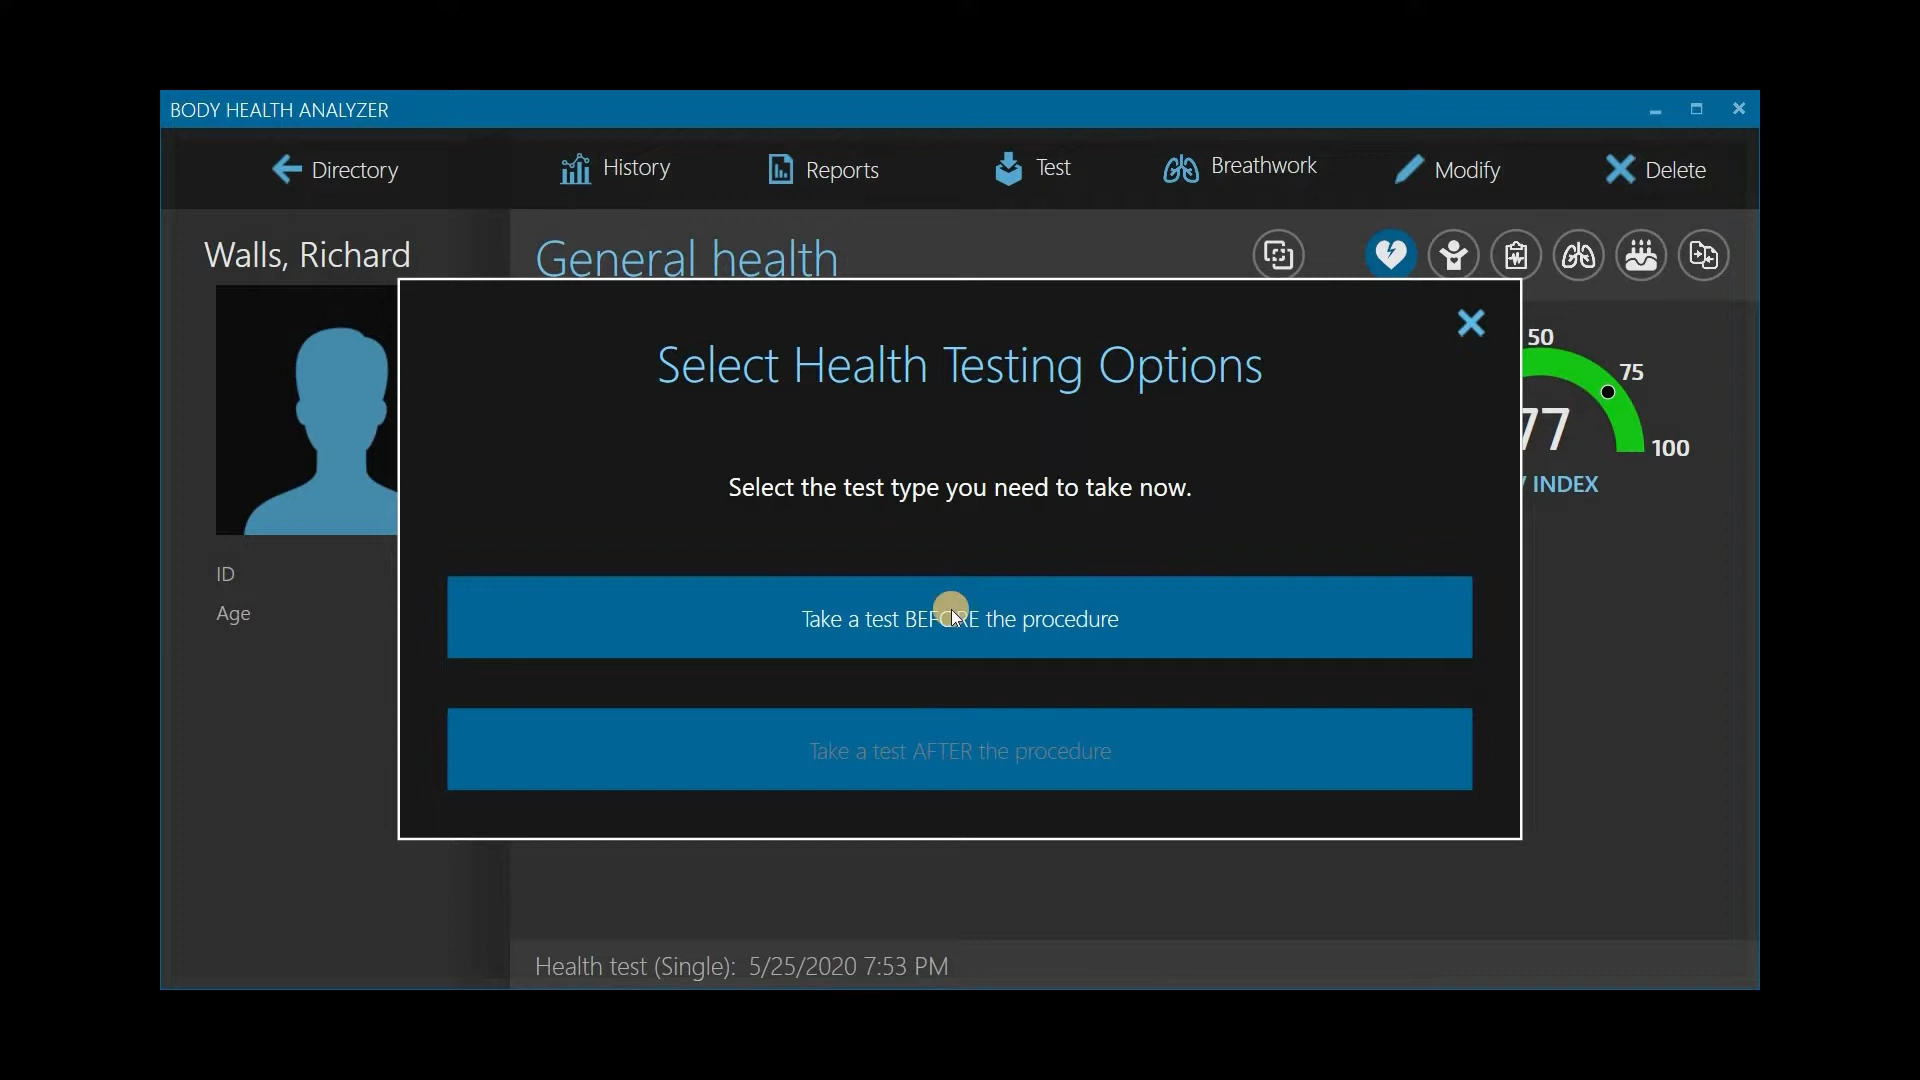 BODY HEALTH ANALYZER
Directory
History
Reports
Test
Breathwork
Modify
Delete
Walls, Richard
General health
Select Health Testing Options
50
75
77
100
INDEX
Select the test type you need to take now.
ID
Age
Take a test BEFORE the procedure
Take a test AFTER the procedure
Health test (Single): 5/25/2020 7:53 PM